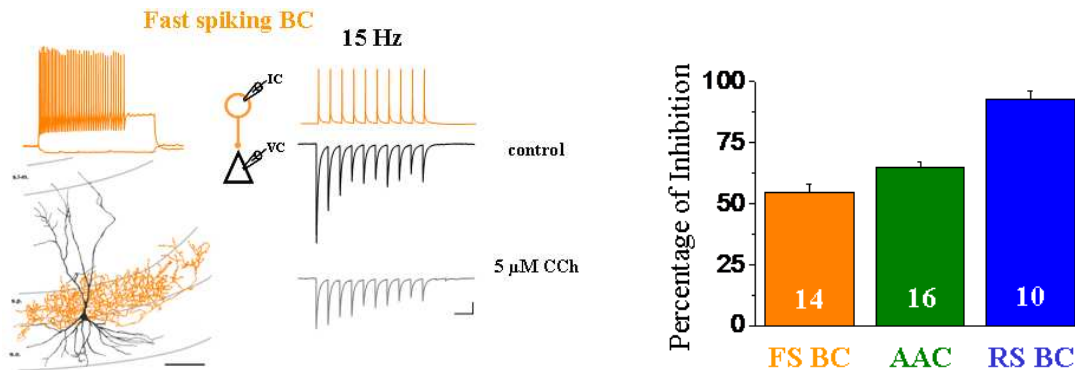 Fast spiking BC
15 Hz
IC
VC
control
5 µM CCh
s.l-m.
s.p.
s.o.
Percentage of Inhibition
100
75
50
25
0
14
16
10
FS BC
AAC
RS BC